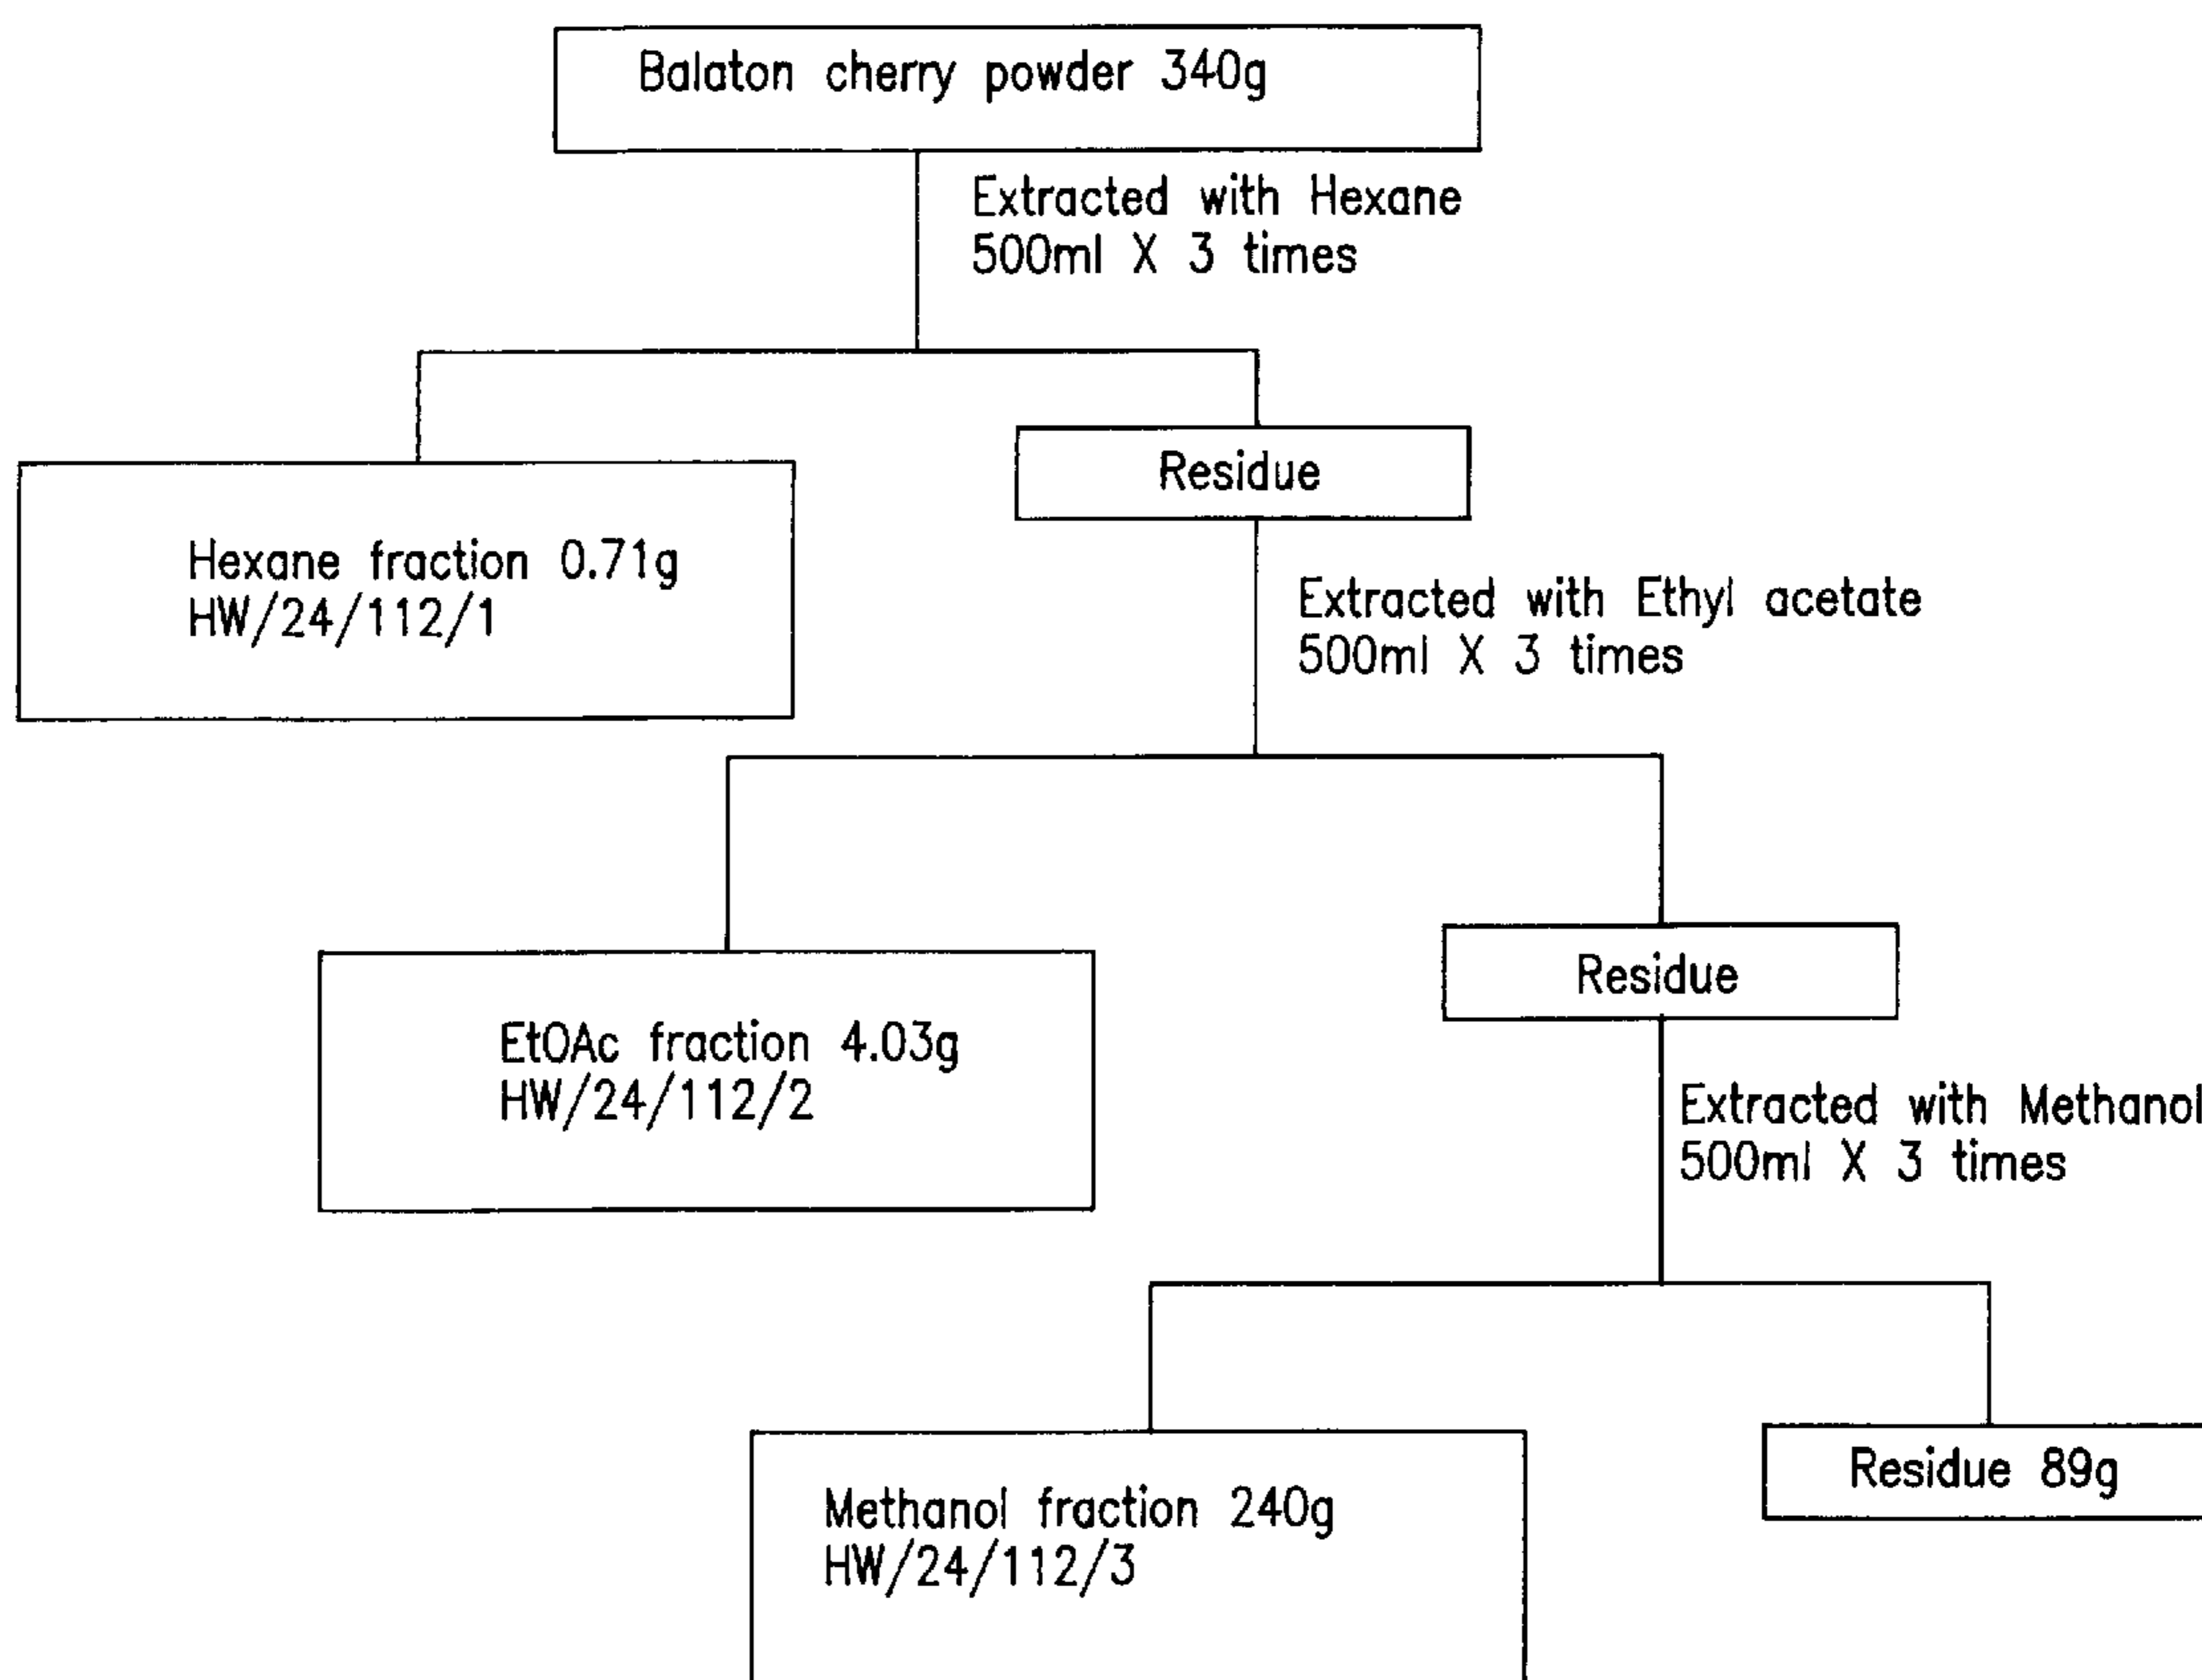 Balaton cherry powder 340g
Extracted with Hexane
500ml X 3 times
Residue
Hexane fraction 0.71g
HW/24/112/1
Extracted with Ethyl acetate
500ml X 3 times
Residue
EtOAc fraction 4.03g
HW/24/112/2
Extracted with Methanol
500ml X 3 times
Residue 89g
Methanol fraction 240g
HW/24/112/3